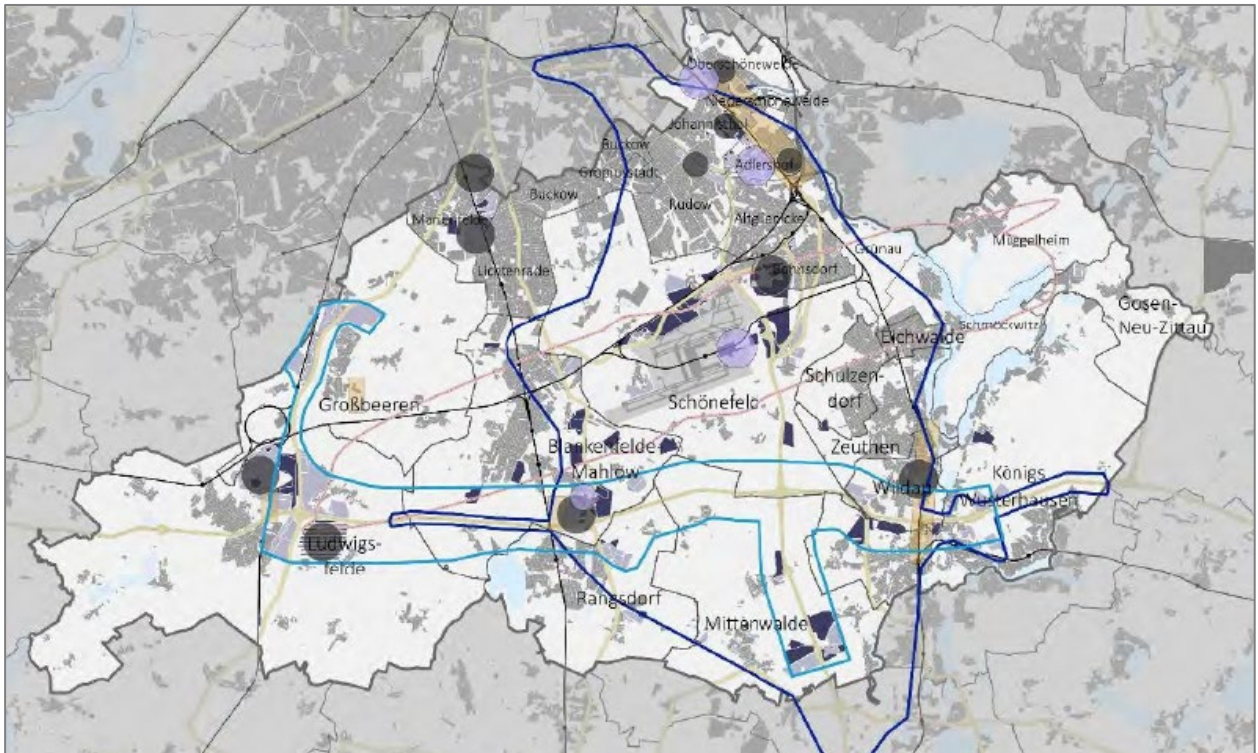 Oberschöneweide
Niederschöneweide
Johannisthal
Buckow
Gropiusstadt
Adlershof
Buckow
Rudow
Altglienicke
Marienfelde
Müggelheim
Grünau
Lichtenrade
Bohnsdorf
Gosen-
Neu-Zittau
Schmöckwitz
Eichwalde
Schulzen-
dorf
Großbeeren
Schönefeld
Blankenfelde-
Mahlow
Zeuthen
Königs
Wusterhausen
Wildau
Ludwigs-
felde
Rangsdorf
Mittenwalde